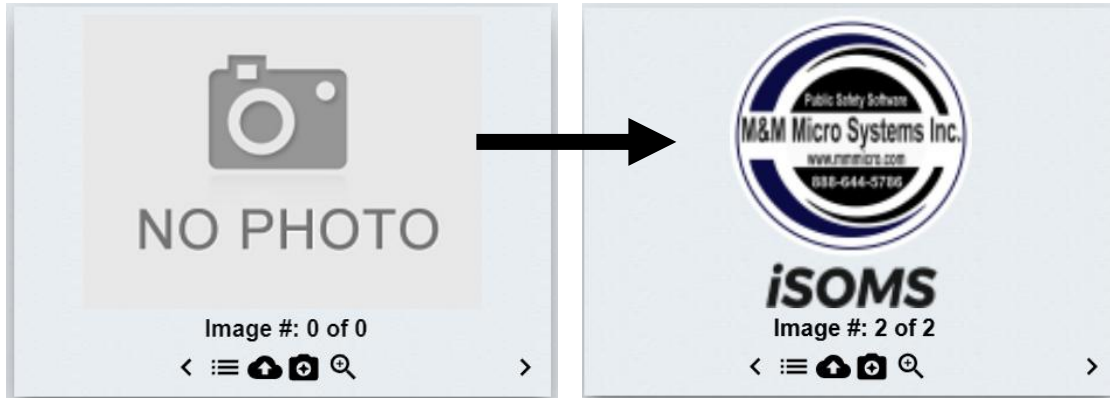 NO PHOTO
Image #: 0 of 0
Public Safety Software
M&M Micro Systems Inc.
www.mmmicro.com
888-644-5786
iSOMS
Image #: 2 of 2